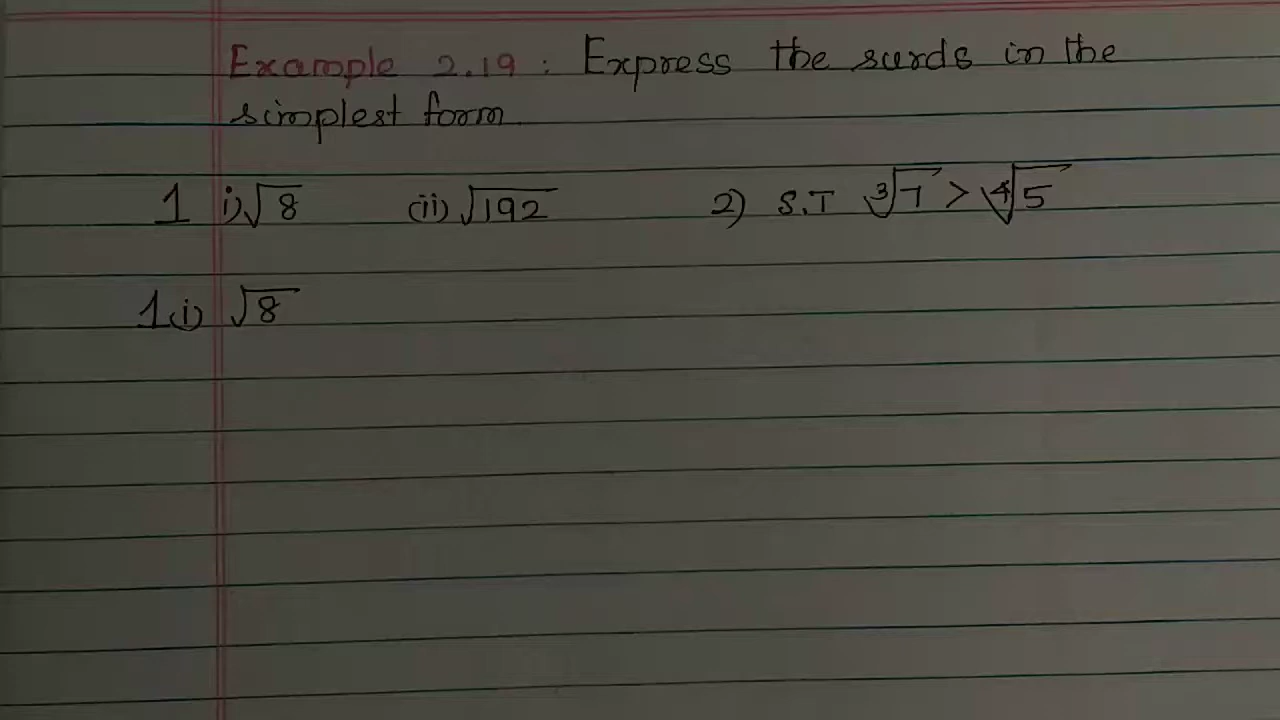 Example 2.19 : Express the surds in the
simplest form
1 i) √8 (ii) √192 2) S.T ∛7 > ∜5
1(i) √8